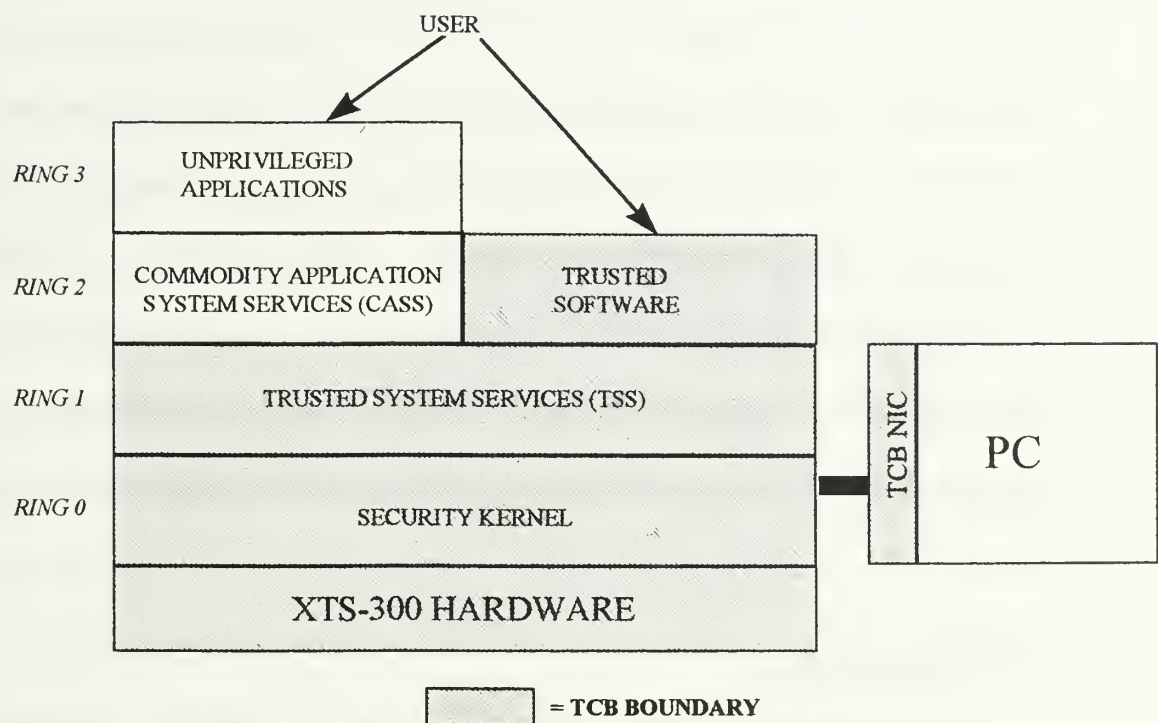 USER
RING 3
UNPRIVILEGED
APPLICATIONS
RING 2
COMMODITY APPLICATION
SYSTEM SERVICES (CASS)
TRUSTED
SOFTWARE
RING 1
TRUSTED SYSTEM SERVICES (TSS)
RING 0
SECURITY KERNEL
XTS-300 HARDWARE
TCB NIC
PC
= TCB BOUNDARY